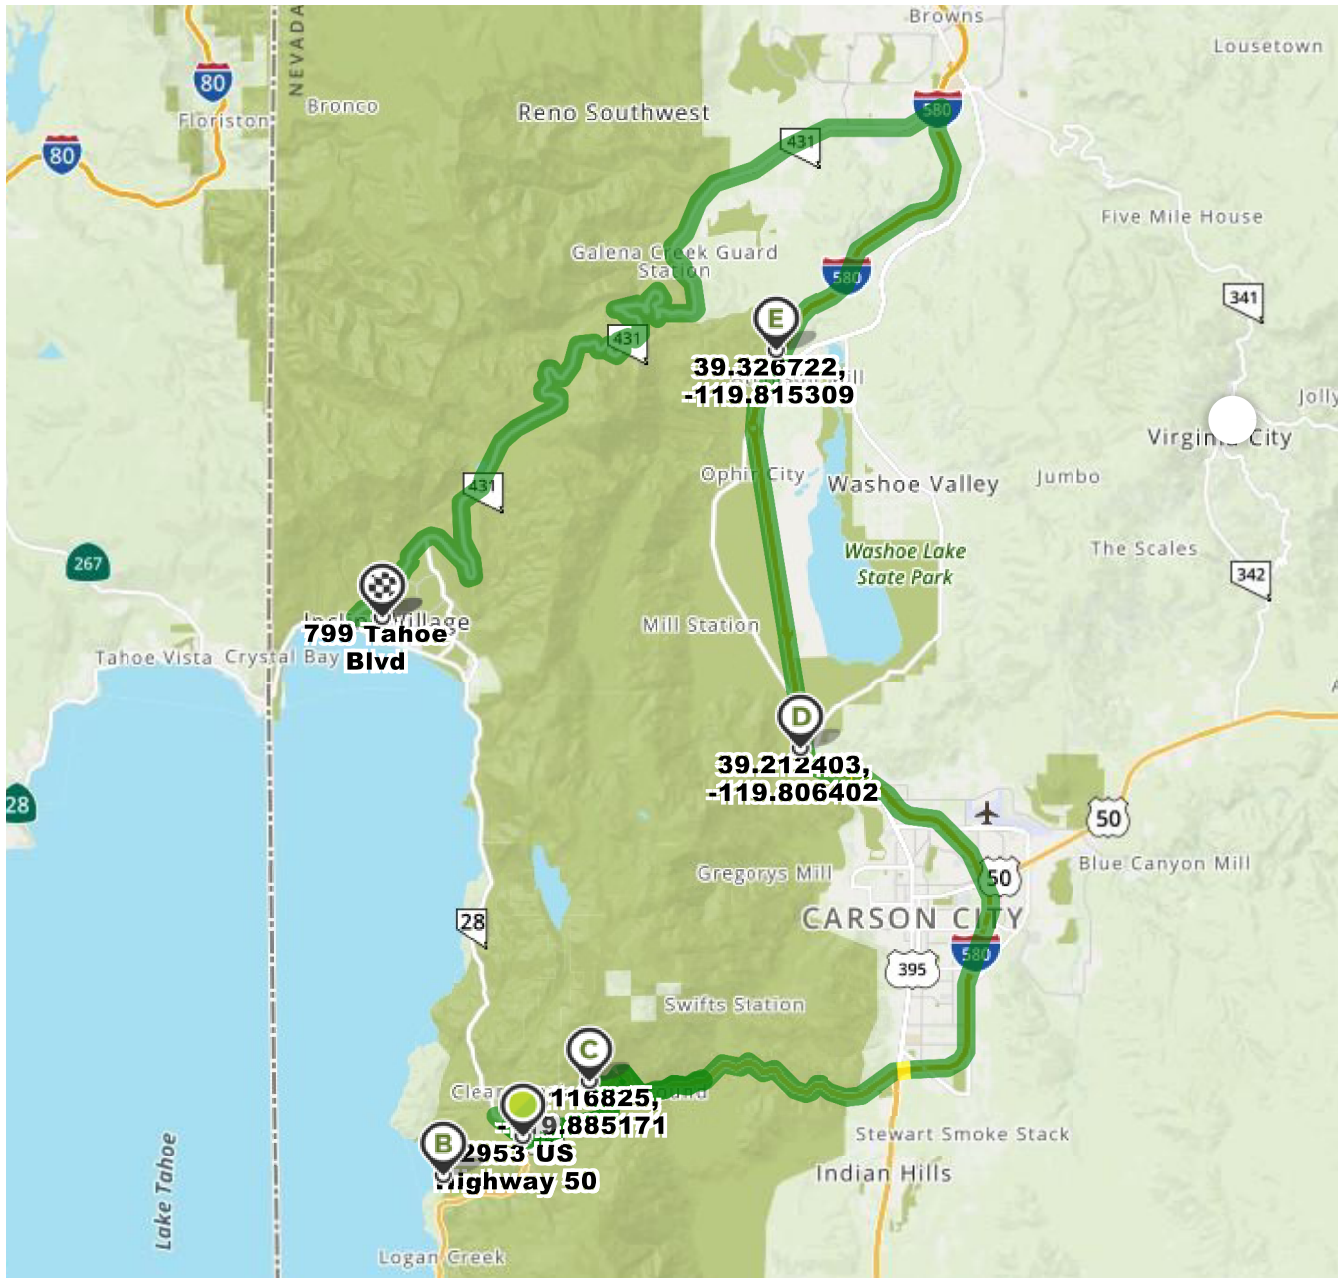 Browns
Lousetown
NEVADA
80
Bronco
Floriston
580
Reno Southwest
431
80
Five Mile House
Galena Creek Guard
Station
580
341
E
431
39.326722,
-119.815309
Jolly
Virginia City
Ophir City
Washoe Valley
Jumbo
431
Washoe Lake
State Park
The Scales
267
342
Mill Station
799 Tahoe
Blvd
Tahoe Vista
Crystal Bay
D
39.212403,
-119.806402
28
50
Blue Canyon Mill
Gregorys Mill
50
CARSON CITY
28
580
395
Swifts Station
C
116825,
885171
B
2953 US
Highway 50
Stewart Smoke Stack
Indian Hills
Lake Tahoe
Logan Creek